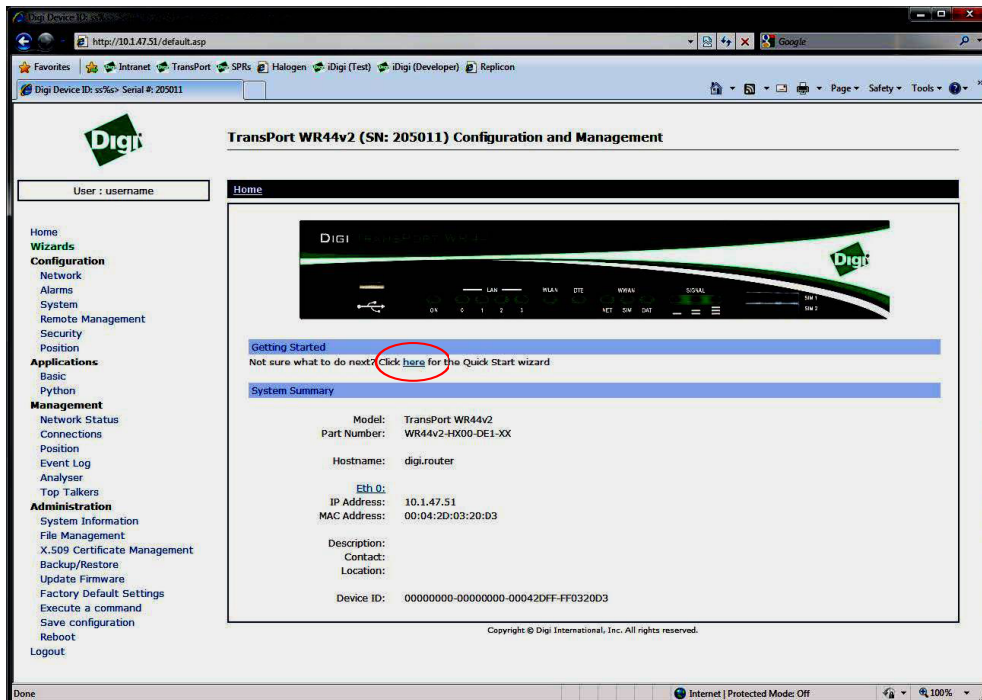 Digi Device ID: ss%s> Serial #: 205011
http://10.1.47.51/default.asp
Google
Favorites Intranet TransPort SPRs Halogen iDigi (Test) iDigi (Developer) Replicon
Digi Device ID: ss%s> Serial #: 205011
Page Safety Tools
Digi
TransPort WR44v2 (SN: 205011) Configuration and Management
User : username
Home
Home
Wizards
Configuration
Network
Alarms
System
Remote Management
Security
Position
Applications
Basic
Python
Management
Network Status
Connections
Position
Event Log
Analyser
Top Talkers
Administration
System Information
File Management
X.509 Certificate Management
Backup/Restore
Update Firmware
Factory Default Settings
Execute a command
Save configuration
Reboot
Logout
DIGI
Digi
LAN WLAN DTE WWAN SIGNAL
SIM 1
ON 0 1 2 3 NET SIM DAT
SIM 2
Getting Started
Not sure what to do next? Click here for the Quick Start wizard
System Summary
Model: TransPort WR44v2
Part Number: WR44v2-HX00-DE1-XX
Hostname: digi.router
Eth 0:
IP Address: 10.1.47.51
MAC Address: 00:04:2D:03:20:D3
Description:
Contact:
Location:
Device ID: 00000000-00000000-00042DFF-FF0320D3
Copyright © Digi International, Inc. All rights reserved.
Done
Internet | Protected Mode: Off
100%